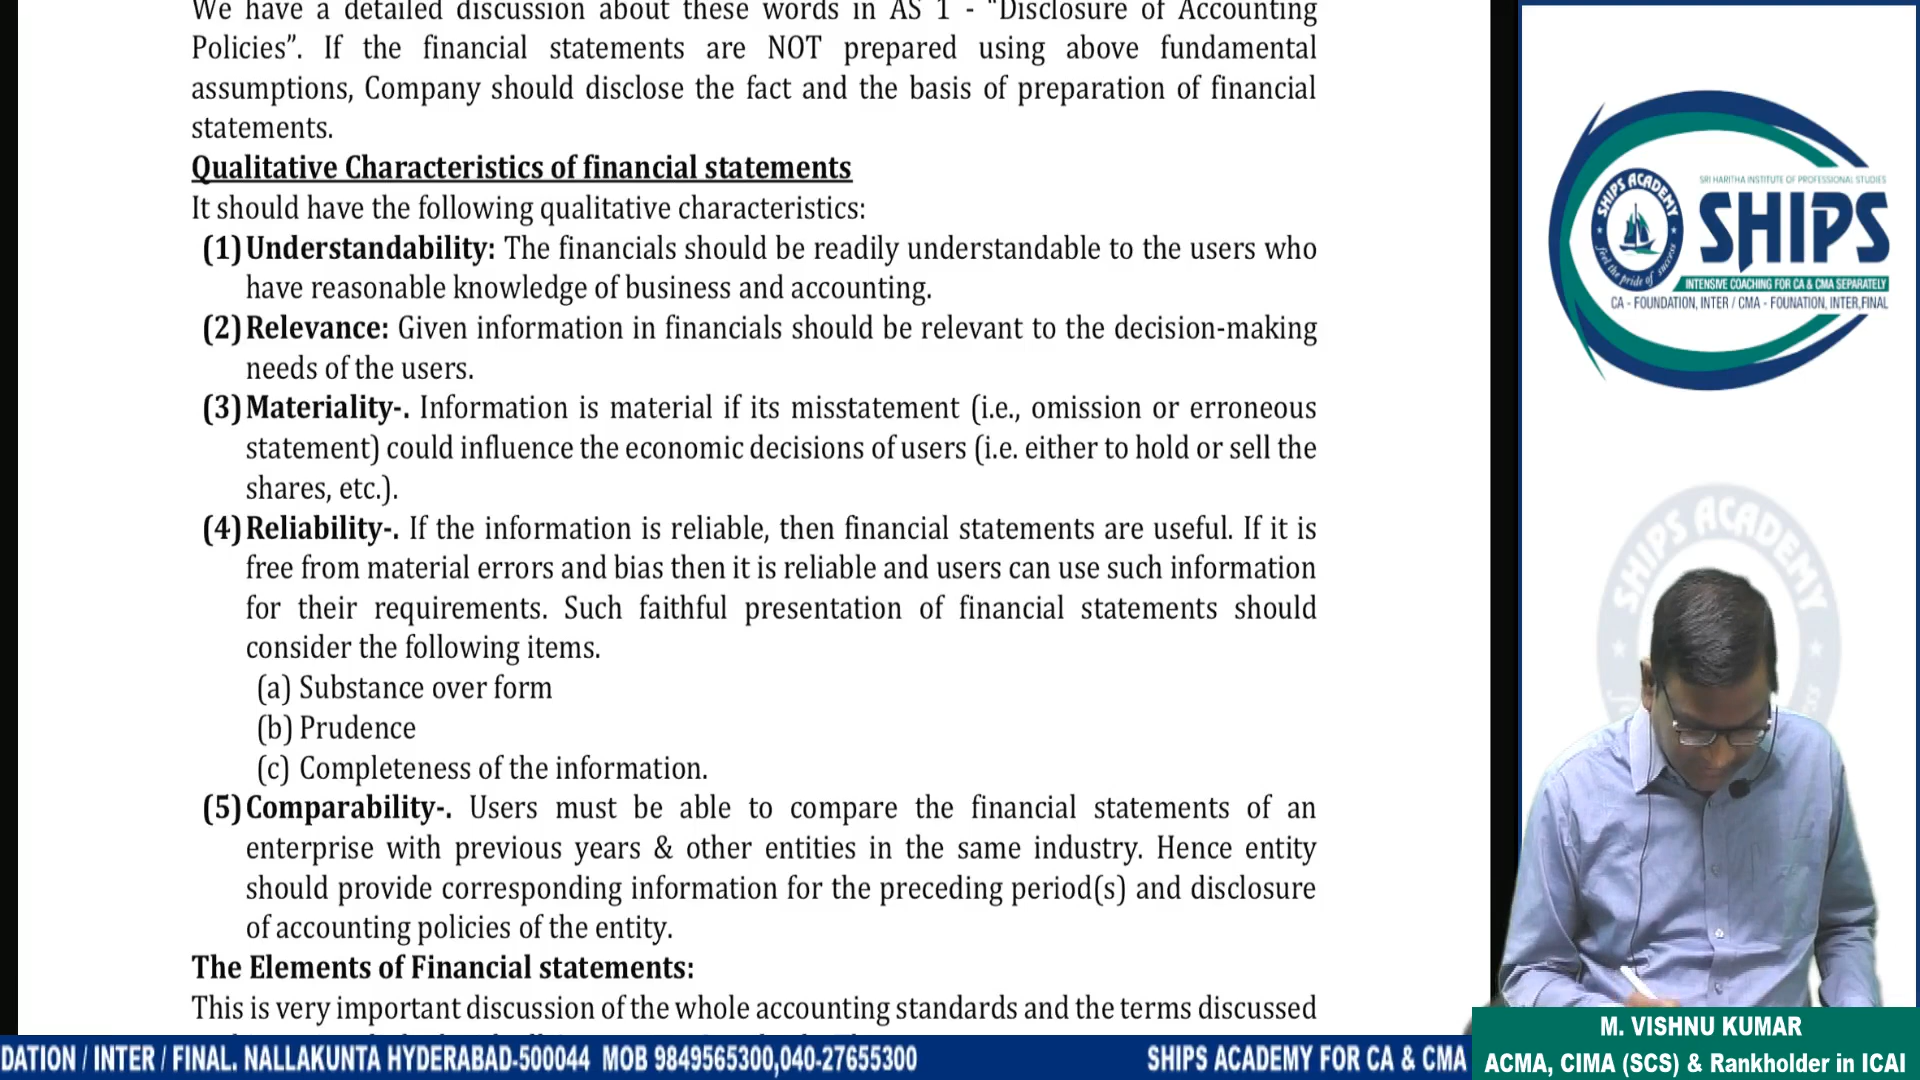 We have a detailed discussion about these words in AS 1 - “Disclosure of Accounting
Policies”. If the financial statements are NOT prepared using above fundamental
assumptions, Company should disclose the fact and the basis of preparation of financial
statements.
Qualitative Characteristics of financial statements
It should have the following qualitative characteristics:
(1) Understandability: The financials should be readily understandable to the users who
have reasonable knowledge of business and accounting.
(2) Relevance: Given information in financials should be relevant to the decision-making
needs of the users.
(3) Materiality-. Information is material if its misstatement (i.e., omission or erroneous
statement) could influence the economic decisions of users (i.e. either to hold or sell the
shares, etc.).
(4) Reliability-. If the information is reliable, then financial statements are useful. If it is
free from material errors and bias then it is reliable and users can use such information
for their requirements. Such faithful presentation of financial statements should
consider the following items.
(a) Substance over form
(b) Prudence
(c) Completeness of the information.
(5) Comparability-. Users must be able to compare the financial statements of an
enterprise with previous years & other entities in the same industry. Hence entity
should provide corresponding information for the preceding period(s) and disclosure
of accounting policies of the entity.
The Elements of Financial statements:
This is very important discussion of the whole accounting standards and the terms discussed
SRI HARITHA INSTITUTE OF PROFESSIONAL STUDIES
SHIPS ACADEMY
feel the pride of success
SHIPS
INTENSIVE COACHING FOR CA & CMA SEPARATELY
CA - FOUNDATION, INTER / CMA - FOUNATION, INTER,FINAL
SHIPS ACADEMY
M. VISHNU KUMAR
ACMA, CIMA (SCS) & Rankholder in ICAI
DATION / INTER / FINAL. NALLAKUNTA HYDERABAD-500044 MOB 9849565300,040-27655300
SHIPS ACADEMY FOR CA & CMA